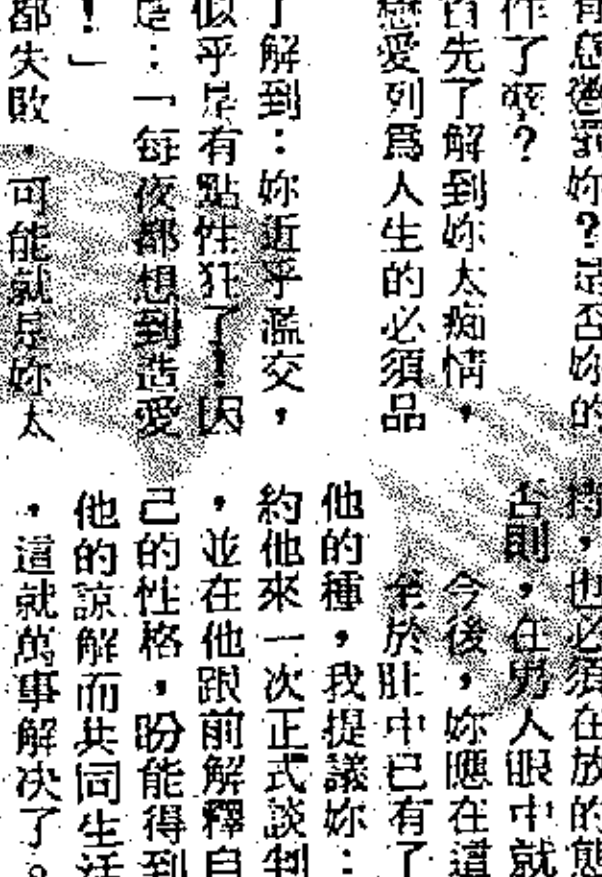 妳?是否妳的
作了孽?
首先了解到妳太痴情,
戀愛列爲人生的必須品
了解到:妳近乎濫交,
似乎是有點性狂了!因
是:「每夜都想到造愛
!」
都失敗,可能就是妳太
,也必須在放的態
否則,在男人眼中就
今後,妳應在這
至於肚中已有了
他的種,我提議妳:
約他來一次正式談判
,並在他跟前解釋自
己的性格,盼能得到
他的諒解而共同生活
,這就萬事解决了。